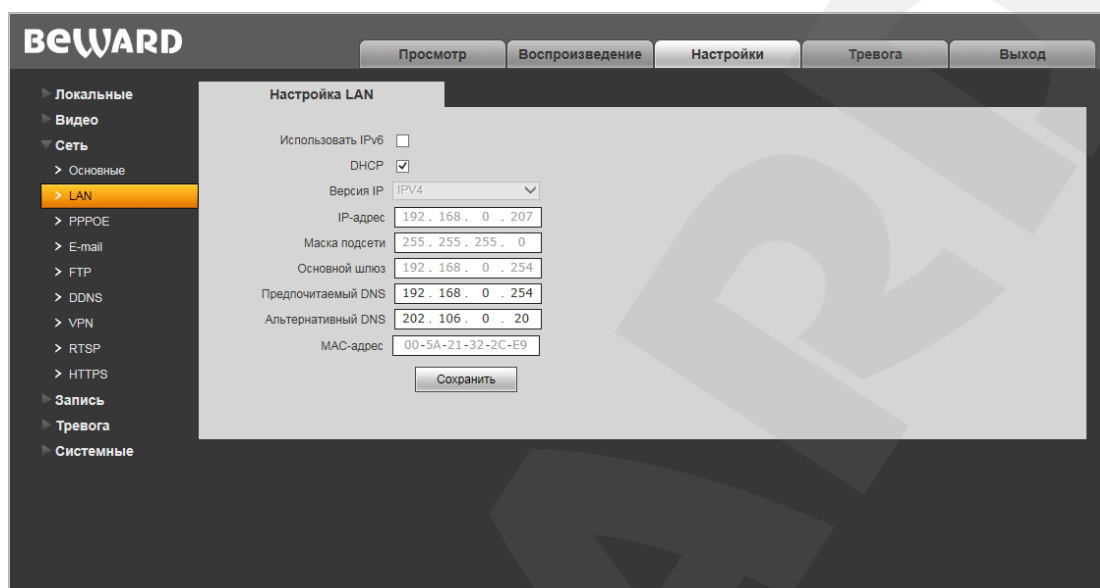 BEWARD
Просмотр Воспроизведение Настройки Тревога Выход
Локальные
Видео
Сеть
> Основные
> LAN
> PPPOE
> E-mail
> FTP
> DDNS
> VPN
> RTSP
> HTTPS
Запись
Тревога
Системные
Настройка LAN
Использовать IPv6
DHCP
Версия IP IPV4
IP-адрес 192 . 168 . 0 . 207
Маска подсети 255 . 255 . 255 . 0
Основной шлюз 192 . 168 . 0 . 254
Предпочитаемый DNS 192 . 168 . 0 . 254
Альтернативный DNS 202 . 106 . 0 . 20
MAC-адрес 00-5A-21-32-2C-E9
Сохранить